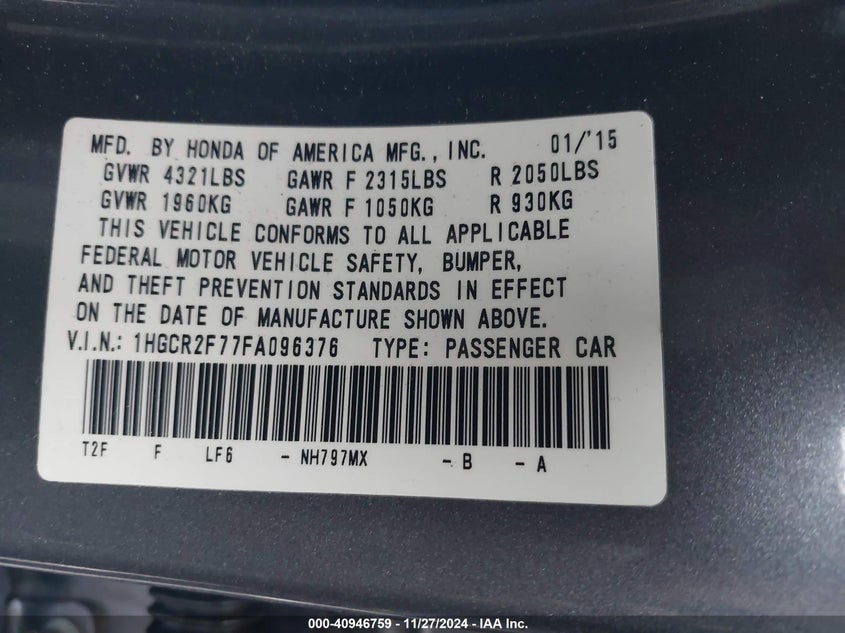 MFD. BY HONDA OF AMERICA MFG., INC. 01/'15
GVWR 4321LBS GAWR F 2315LBS R 2050LBS
GVWR 1960KG GAWR F 1050KG R 930KG
THIS VEHICLE CONFORMS TO ALL APPLICABLE
FEDERAL MOTOR VEHICLE SAFETY, BUMPER,
AND THEFT PREVENTION STANDARDS IN EFFECT
ON THE DATE OF MANUFACTURE SHOWN ABOVE.
V.I.N.: 1HGCR2F77FA096376 TYPE: PASSENGER CAR
T2F F LF6 - NH797MX - B - A
000-40946759 — 11/27/2024 — IAA Inc.